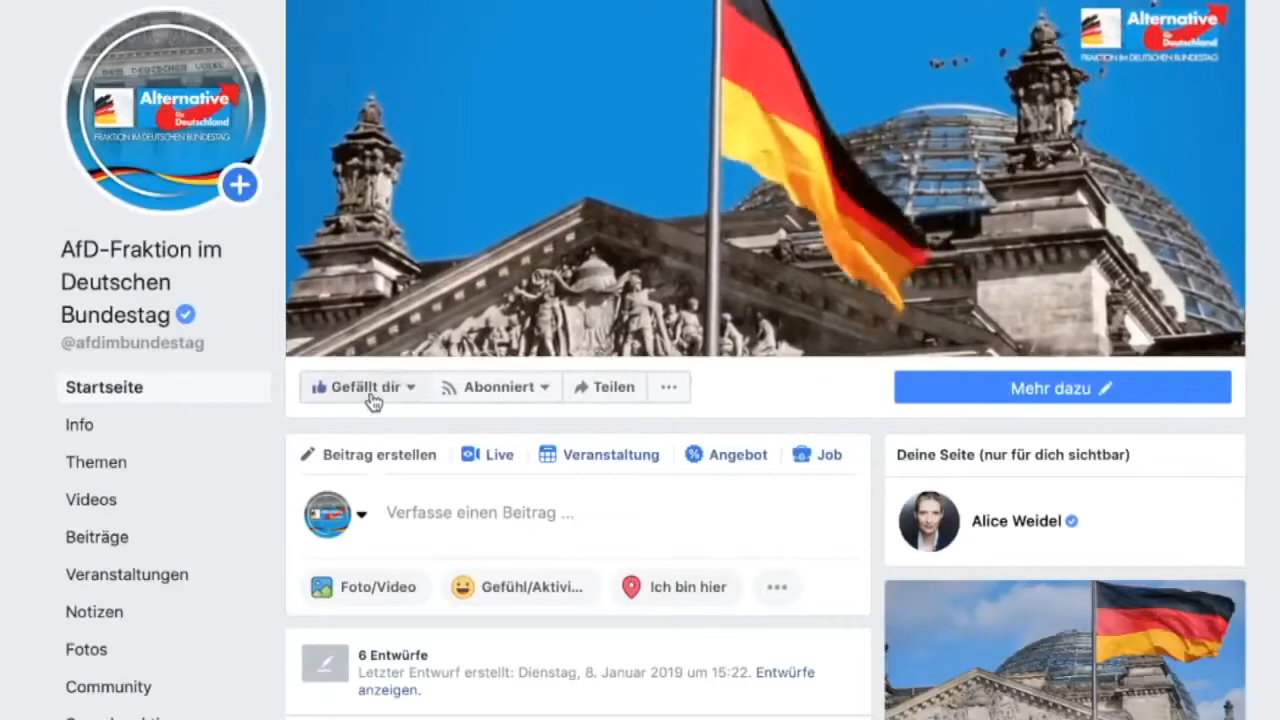 DEM DEUTSCHEN VOLKE
Alternative
für
Deutschland
FRAKTION IM DEUTSCHEN BUNDESTAG
AfD-Fraktion im
Deutschen
Bundestag
@afdimbundestag
Startseite
Info
Themen
Videos
Beiträge
Veranstaltungen
Notizen
Fotos
Community
Alternative
für
Deutschland
FRAKTION IM DEUTSCHEN BUNDESTAG
Gefällt dir Abonniert Teilen ...
Mehr dazu
Beitrag erstellen Live Veranstaltung Angebot Job
Verfasse einen Beitrag ...
Foto/Video Gefühl/Aktivi... Ich bin hier ...
6 Entwürfe
Letzter Entwurf erstellt: Dienstag, 8. Januar 2019 um 15:22. Entwürfe
anzeigen.
Deine Seite (nur für dich sichtbar)
Alice Weidel